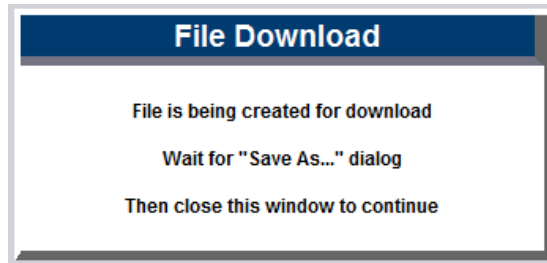 File Download
File is being created for download
Wait for "Save As..." dialog
Then close this window to continue